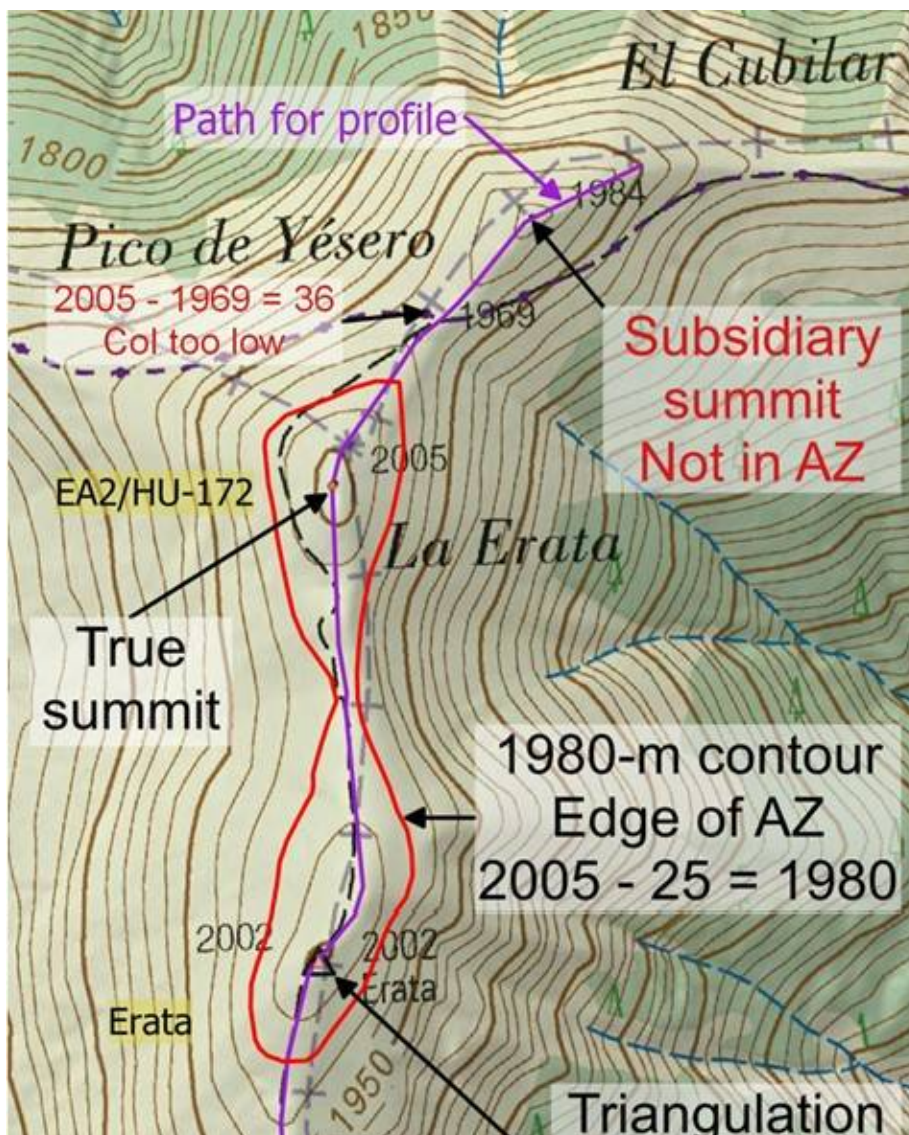 1850
El Cubilar
Path for profile
1800
1984
Pico de Yésero
2005 - 1969 = 36
Col too low
1969
Subsidiary
summit
Not in AZ
2005
EA2/HU-172
La Erata
True
summit
1980-m contour
Edge of AZ
2005 - 25 = 1980
2002
2002
Erata
Erata
1950
Triangulation